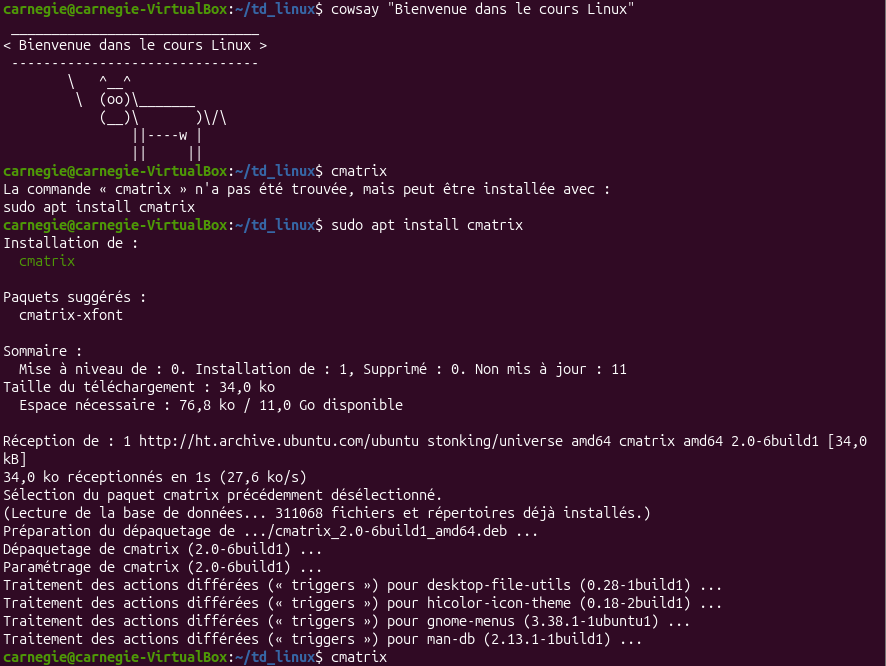 carnegie@carnegie-VirtualBox:~/td_linux$ cowsay "Bienvenue dans le cours Linux"
 _______________________________
< Bienvenue dans le cours Linux >
 -------------------------------
        \   ^__^
         \  (oo)\_______
            (__)\       )\/\
                ||----w |
                ||     ||
carnegie@carnegie-VirtualBox:~/td_linux$ cmatrix
La commande « cmatrix » n'a pas été trouvée, mais peut être installée avec :
sudo apt install cmatrix
carnegie@carnegie-VirtualBox:~/td_linux$ sudo apt install cmatrix
Installation de :
  cmatrix

Paquets suggérés :
  cmatrix-xfont

Sommaire :
  Mise à niveau de : 0. Installation de : 1, Supprimé : 0. Non mis à jour : 11
Taille du téléchargement : 34,0 ko
  Espace nécessaire : 76,8 ko / 11,0 Go disponible

Réception de : 1 http://ht.archive.ubuntu.com/ubuntu stonking/universe amd64 cmatrix amd64 2.0-6build1 [34,0
kB]
34,0 ko réceptionnés en 1s (27,6 ko/s)
Sélection du paquet cmatrix précédemment désélectionné.
(Lecture de la base de données... 311068 fichiers et répertoires déjà installés.)
Préparation du dépaquetage de .../cmatrix_2.0-6build1_amd64.deb ...
Dépaquetage de cmatrix (2.0-6build1) ...
Paramétrage de cmatrix (2.0-6build1) ...
Traitement des actions différées (« triggers ») pour desktop-file-utils (0.28-1build1) ...
Traitement des actions différées (« triggers ») pour hicolor-icon-theme (0.18-2build1) ...
Traitement des actions différées (« triggers ») pour gnome-menus (3.38.1-1ubuntu1) ...
Traitement des actions différées (« triggers ») pour man-db (2.13.1-1build1) ...
carnegie@carnegie-VirtualBox:~/td_linux$ cmatrix